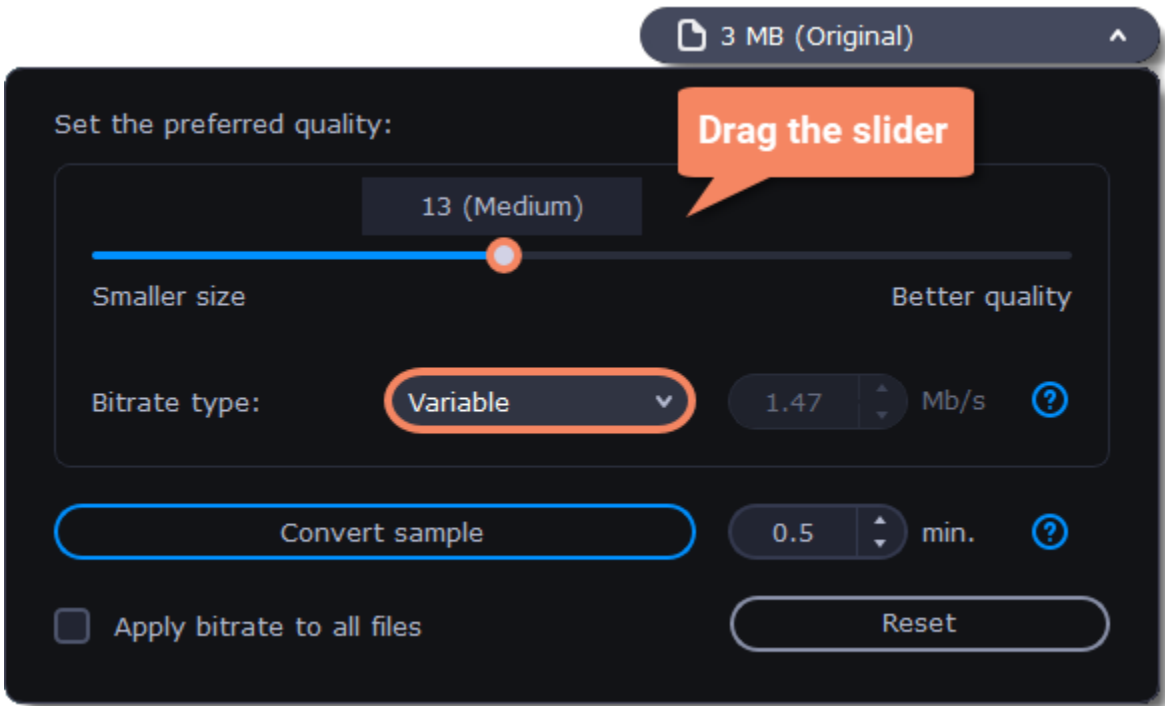 3 MB (Original)
Set the preferred quality:
Drag the slider
13 (Medium)
Smaller size
Better quality
Bitrate type:
Variable
1.47
Mb/s
?
Convert sample
0.5
min.
?
Apply bitrate to all files
Reset